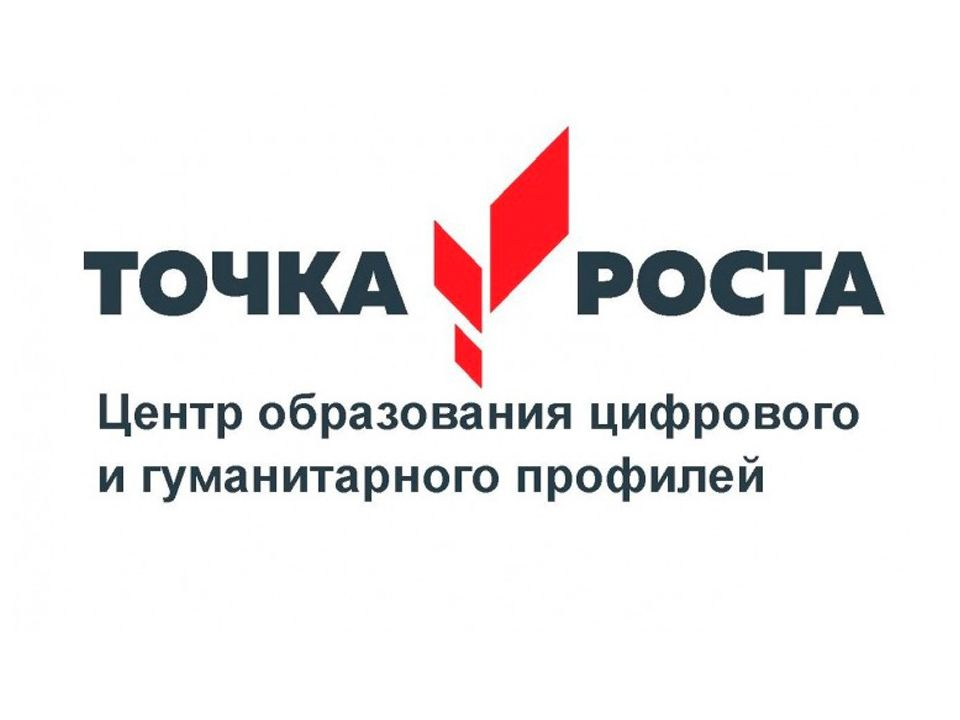 ТОЧКА РОСТА
Центр образования цифрового
и гуманитарного профилей